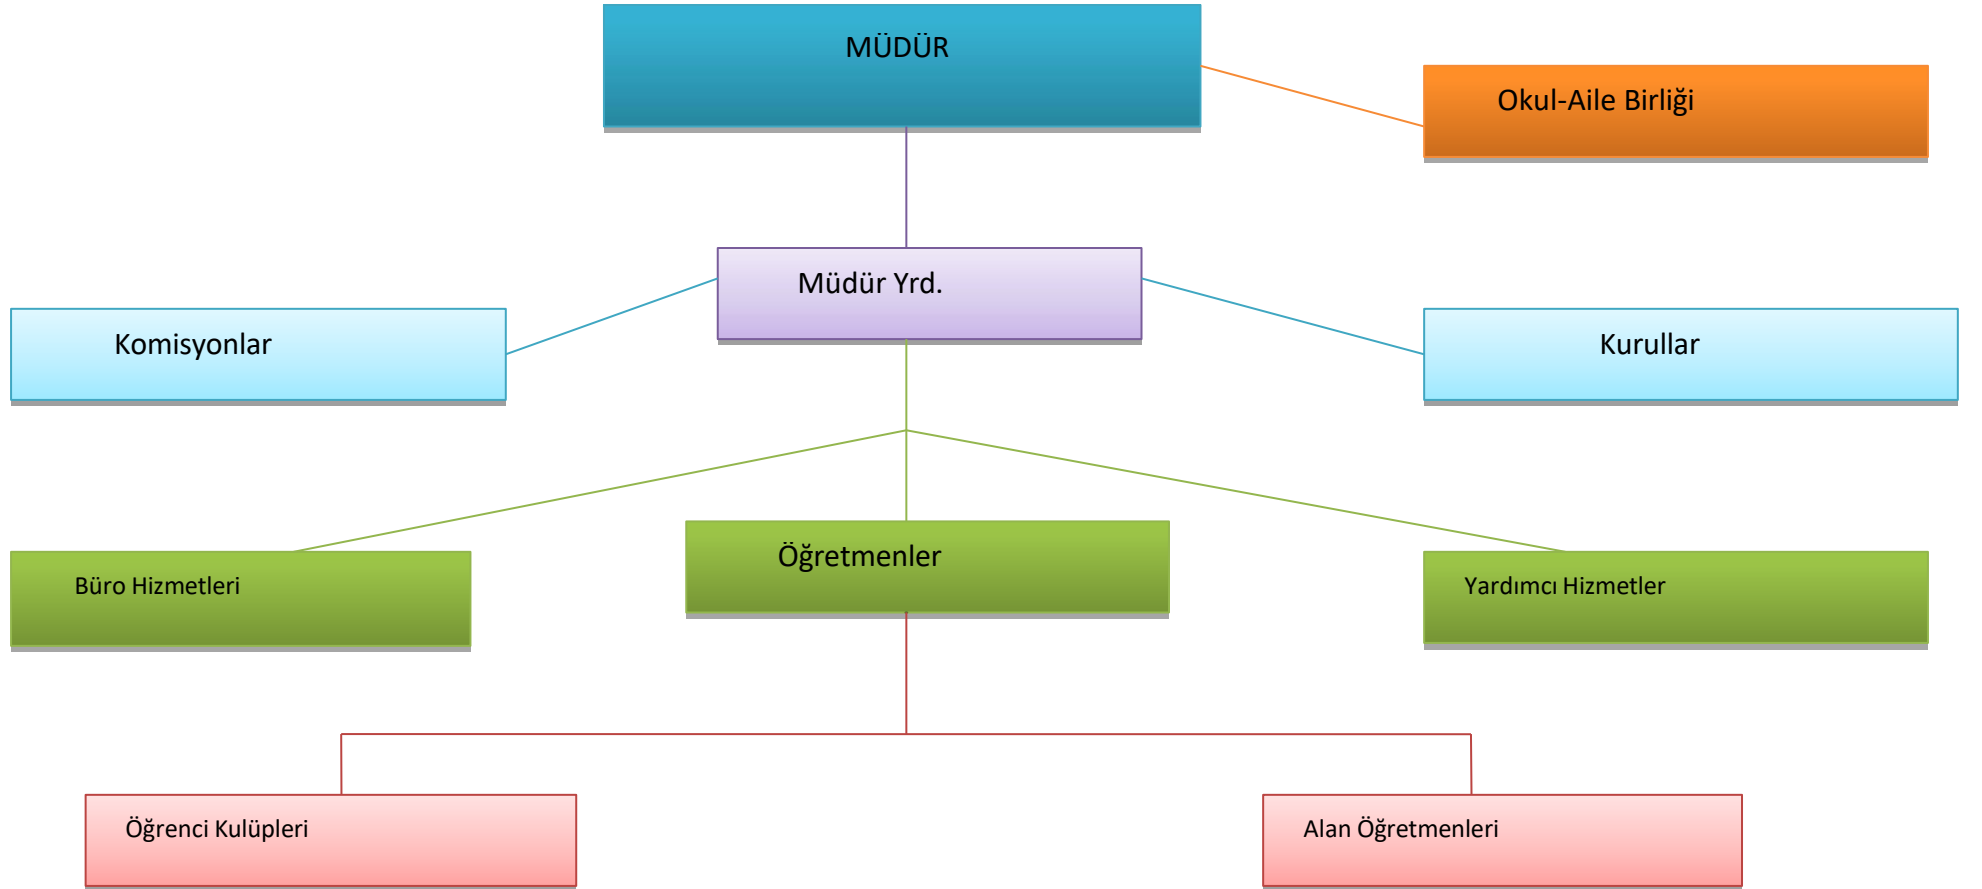 MÜDÜR
Okul-Aile Birliği
Müdür Yrd.
Komisyonlar
Kurullar
Öğretmenler
Büro Hizmetleri
Yardımcı Hizmetler
Öğrenci Kulüpleri
Alan Öğretmenleri